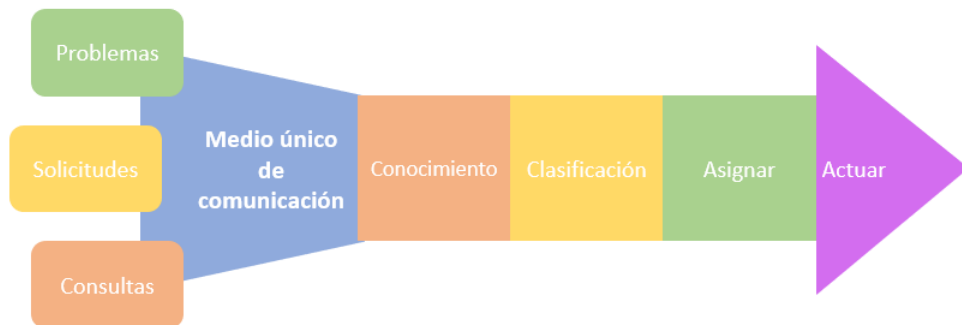 Problemas
Solicitudes
Consultas
Medio único
de
comunicación
Conocimiento
Clasificación
Asignar
Actuar